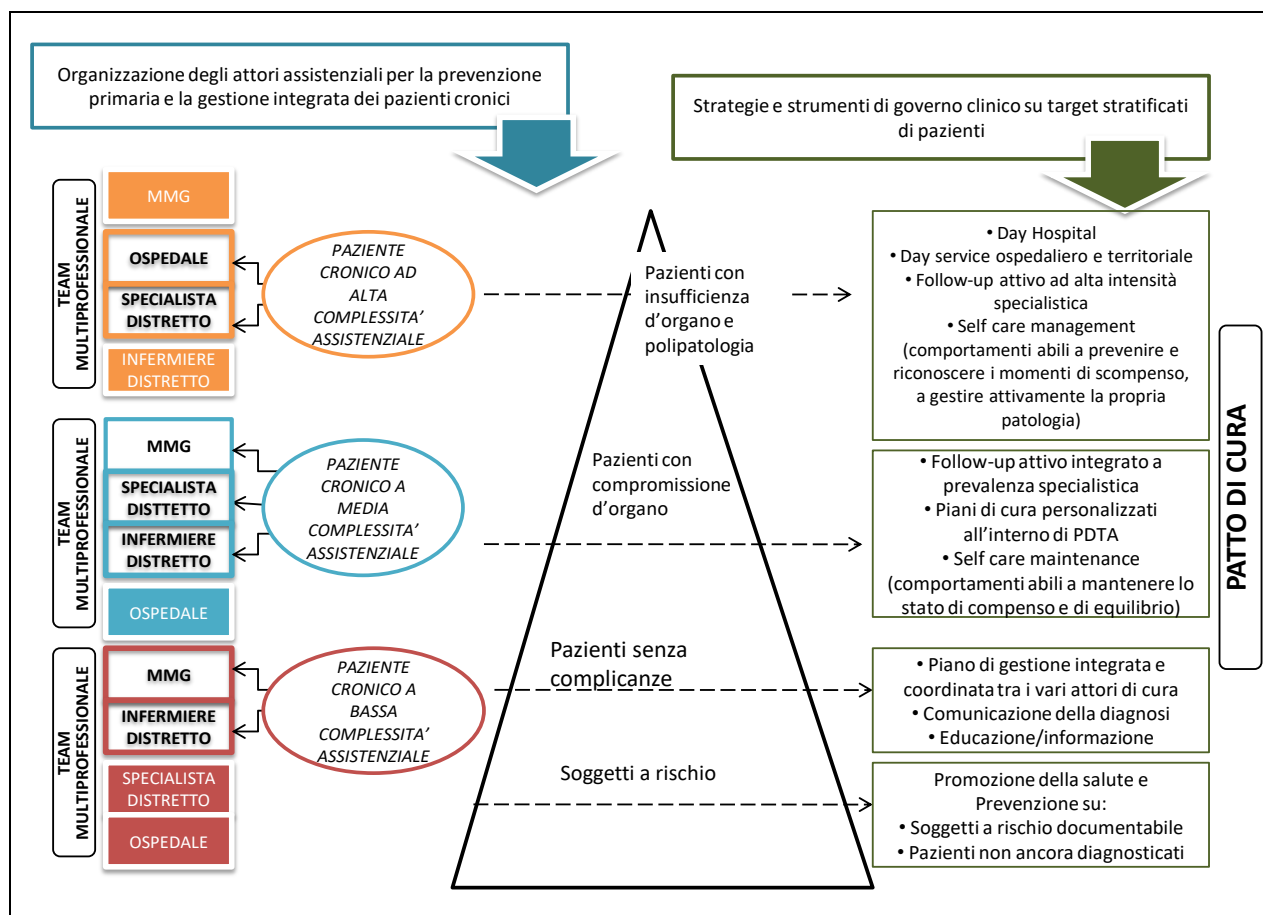 Organizzazione degli attori assistenziali per la prevenzione
primaria e la gestione integrata dei pazienti cronici
Strategie e strumenti di governo clinico su target stratificati
di pazienti
TEAM
MULTIPROFESSIONALE
MMG
OSPEDALE
SPECIALISTA
DISTRETTO
INFERMIERE
DISTRETTO
PAZIENTE
CRONICO AD
ALTA
COMPLESSITA’
ASSISTENZIALE
Pazienti con
insufficienza
d’organo e
polipatologia
• Day Hospital
• Day service ospedaliero e territoriale
• Follow-up attivo ad alta intensità
specialistica
• Self care management
(comportamenti abili a prevenire e
riconoscere i momenti di scompenso,
a gestire attivamente la propria
patologia)
TEAM
MULTIPROFESSIONALE
MMG
SPECIALISTA
DISTTETTO
INFERMIERE
DISTRETTO
OSPEDALE
PAZIENTE
CRONICO A
MEDIA
COMPLESSITA’
ASSISTENZIALE
Pazienti con
compromissione
d’organo
• Follow-up attivo integrato a
prevalenza specialistica
• Piani di cura personalizzati
all’interno di PDTA
• Self care maintenance
(comportamenti abili a mantenere lo
stato di compenso e di equilibrio)
TEAM
MULTIPROFESSIONALE
MMG
INFERMIERE
DISTRETTO
SPECIALISTA
DISTRETTO
OSPEDALE
PAZIENTE
CRONICO A
BASSA
COMPLESSITA’
ASSISTENZIALE
Pazienti senza
complicanze
• Piano di gestione integrata e
coordinata tra i vari attori di cura
• Comunicazione della diagnosi
• Educazione/informazione
Soggetti a rischio
Promozione della salute e
Prevenzione su:
• Soggetti a rischio documentabile
• Pazienti non ancora diagnosticati
PATTO DI CURA